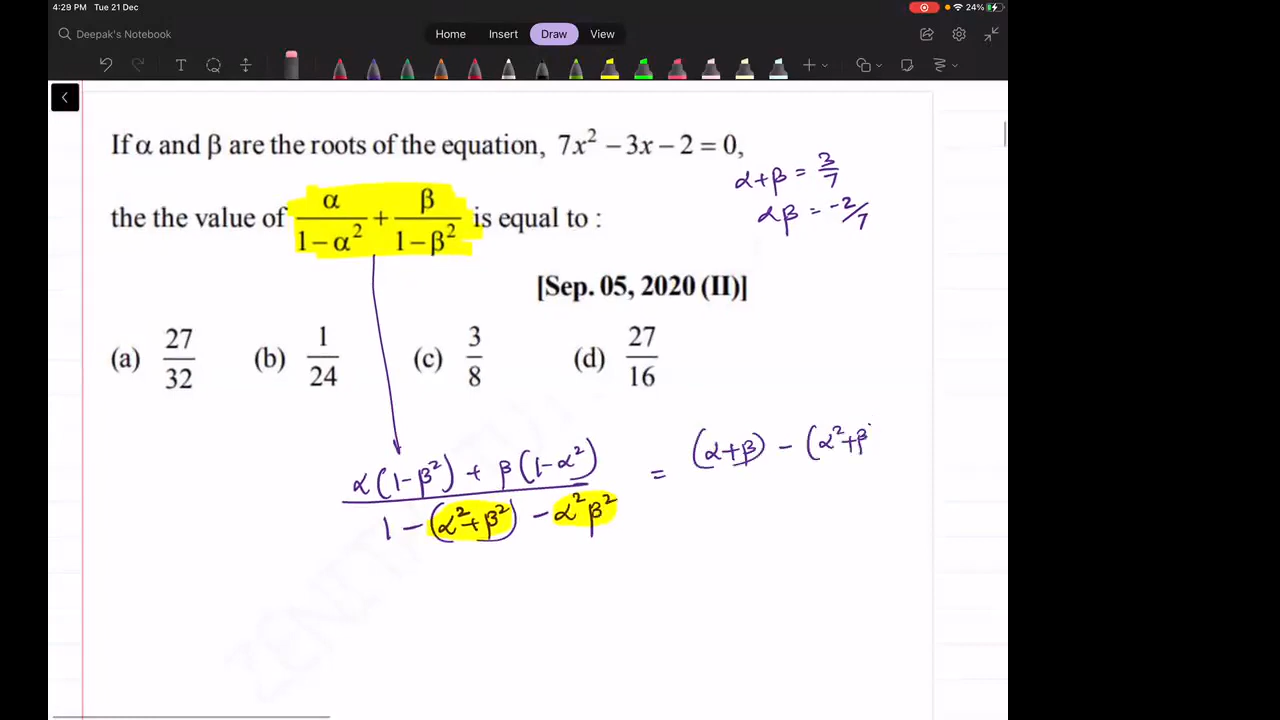 4:29 PM Tue 21 Dec 24%
Deepak's Notebook Home Insert Draw View
If α and β are the roots of the equation, 7x² − 3x − 2 = 0,
α+β = 3/7
the the value of α/(1−α²) + β/(1−β²) is equal to :
αβ = -2/7
[Sep. 05, 2020 (II)]
(a) 27/32 (b) 1/24 (c) 3/8 (d) 27/16
(α(1-β²) + β(1-α²))/(1 - (α²+β²) - α²β²) = (α+β) - (α²+β